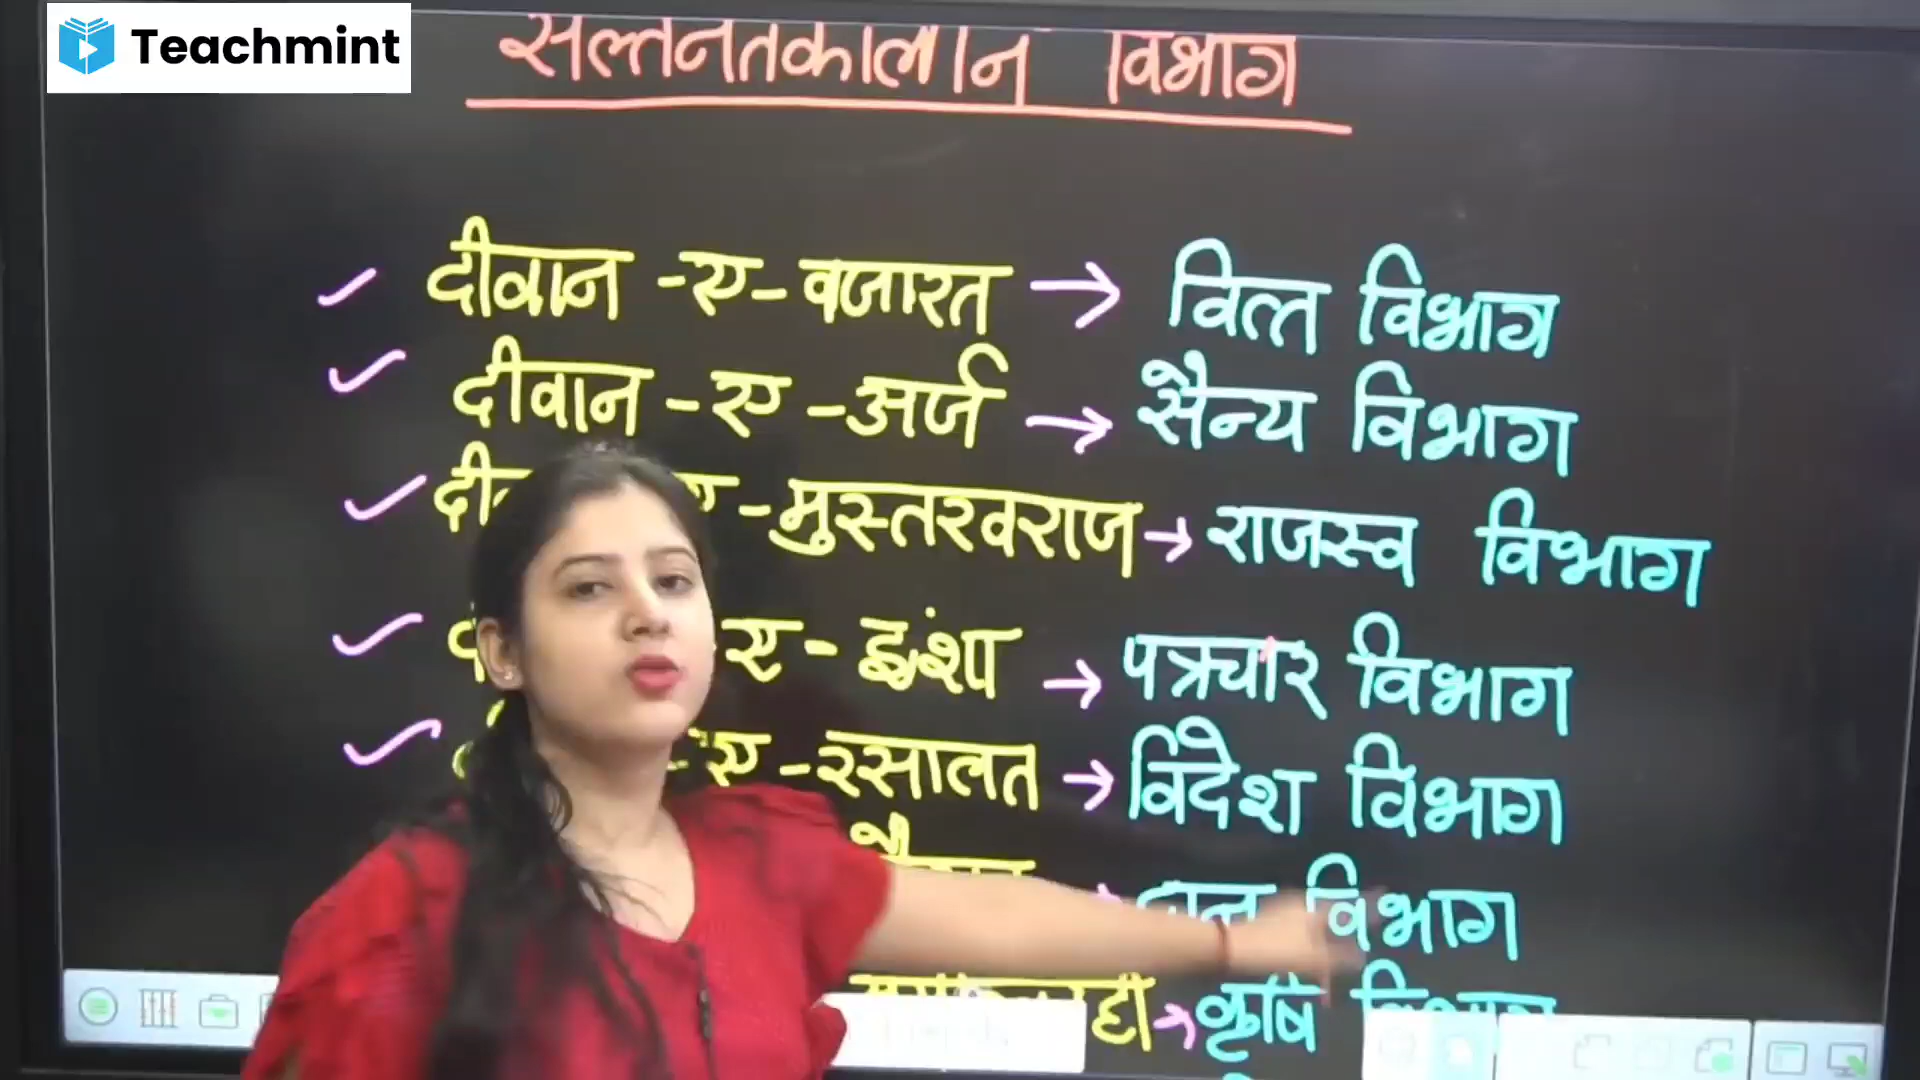 Teachmint
सल्तनतकालीन विभाग
दीवान -ए- वजारत → वित्त विभाग
दीवान -ए -अर्ज → सैन्य विभाग
-मुस्तखराज → राजस्व विभाग
ए - इंशा → पत्रचार विभाग
-ए -रसालत → विदेश विभाग
दान विभाग
→ कृषि विभाग